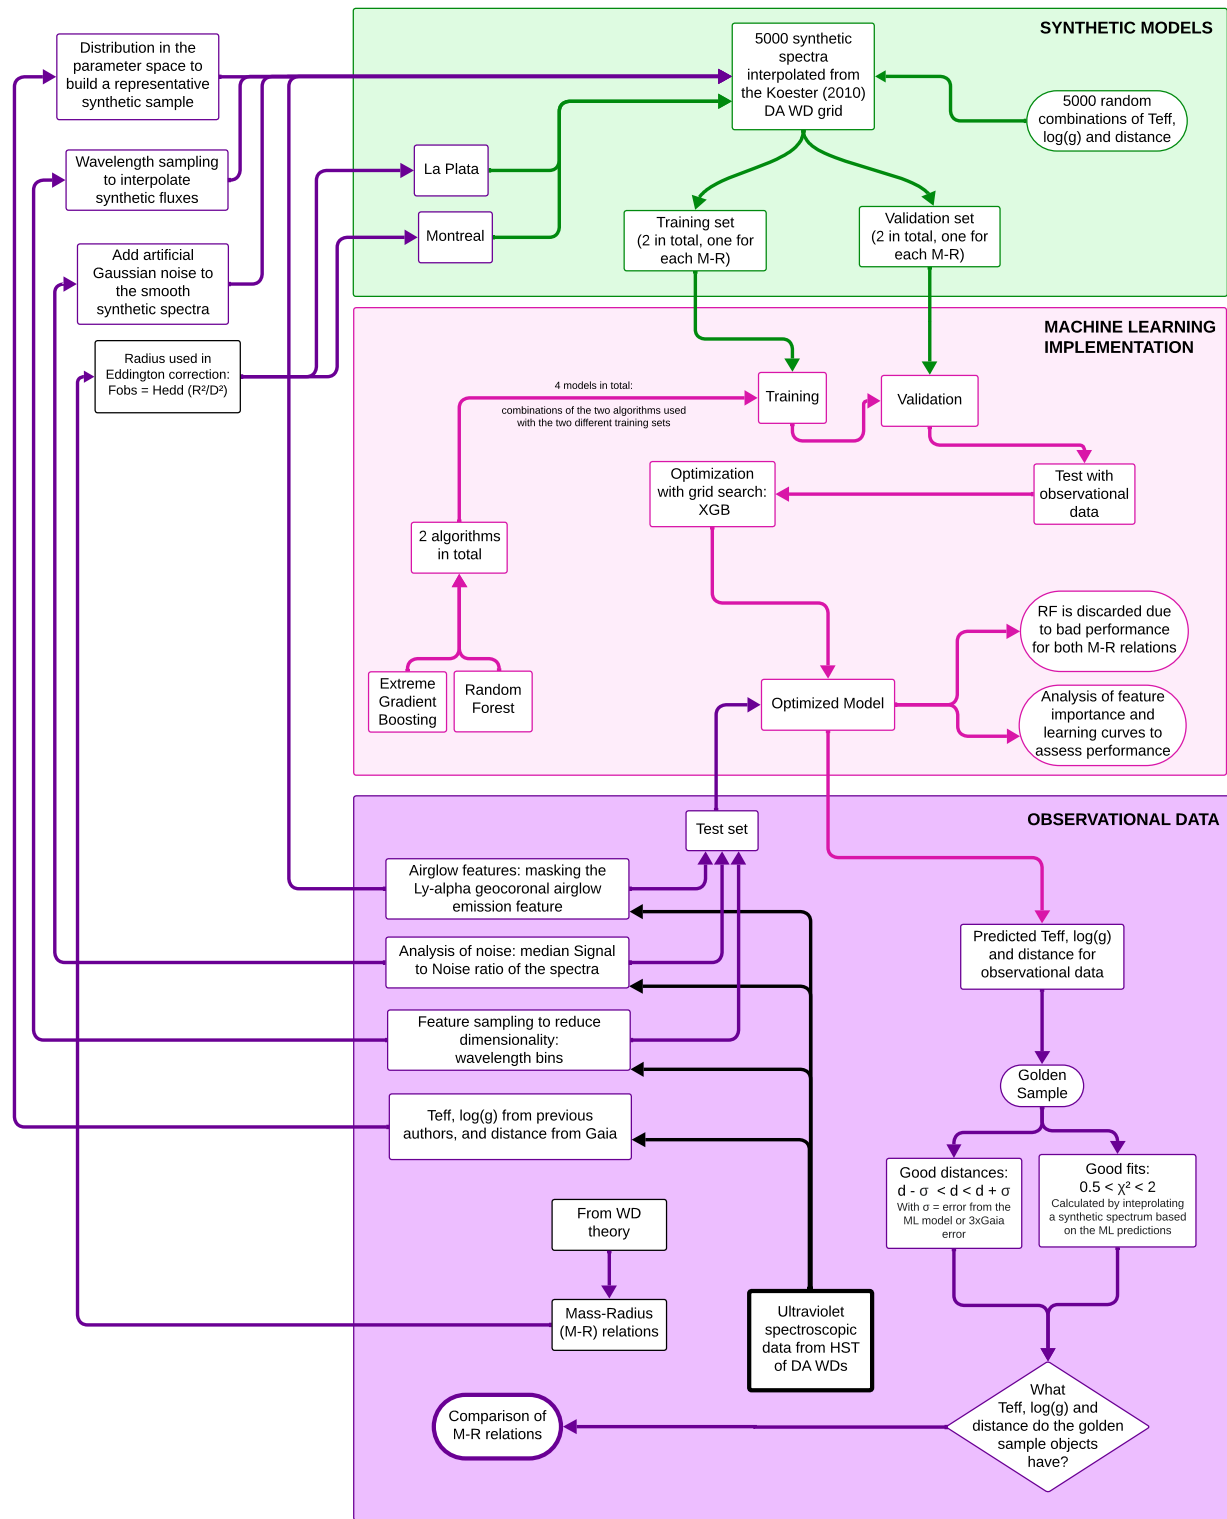 SYNTHETIC MODELS
Distribution in the
parameter space to
build a representative
synthetic sample
5000 synthetic
spectra
interpolated from
the Koester (2010)
DA WD grid
5000 random
combinations of Teff,
log(g) and distance
Wavelength sampling
to interpolate
synthetic fluxes
La Plata
Montreal
Training set
(2 in total, one for
each M-R)
Validation set
(2 in total, one for
each M-R)
Add artificial
Gaussian noise to
the smooth
synthetic spectra
Radius used in
Eddington correction:
Fobs = Hedd (R²/D²)
MACHINE LEARNING
IMPLEMENTATION
4 models in total:
combinations of the two algorithms used
with the two different training sets
Training
Validation
Optimization
with grid search:
XGB
Test with
observational
data
2 algorithms
in total
Extreme
Gradient
Boosting
Random
Forest
RF is discarded due
to bad performance
for both M-R relations
Optimized Model
Analysis of feature
importance and
learning curves to
assess performance
OBSERVATIONAL DATA
Test set
Airglow features: masking the
Ly-alpha geocoronal airglow
emission feature
Analysis of noise: median Signal
to Noise ratio of the spectra
Feature sampling to reduce
dimensionality:
wavelength bins
Teff, log(g) from previous
authors, and distance from Gaia
Predicted Teff, log(g)
and distance for
observational data
Golden
Sample
Good distances:
d - σ < d < d + σ
With σ = error from the
ML model or 3xGaia
error
Good fits:
0.5 < χ² < 2
Calculated by inteprolating
a synthetic spectrum based
on the ML predictions
From WD
theory
Mass-Radius
(M-R) relations
Ultraviolet
spectroscopic
data from HST
of DA WDs
What
Teff, log(g) and
distance do the golden
sample objects
have?
Comparison of
M-R relations